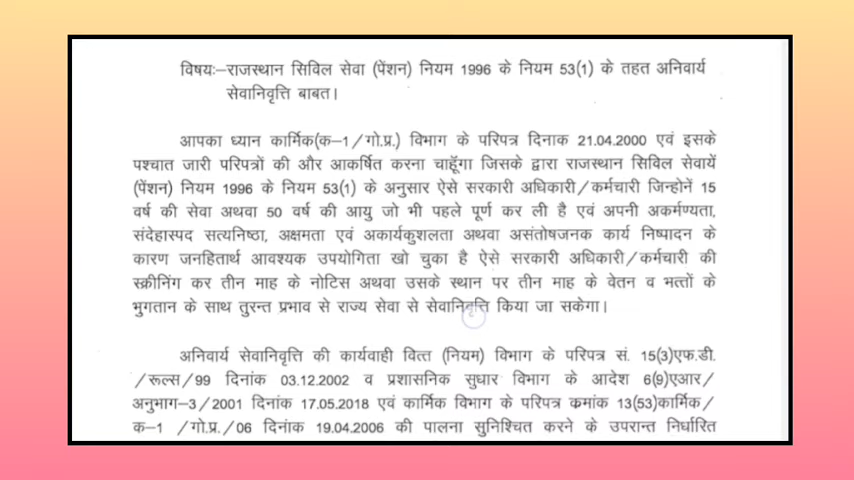 विषयः–राजस्थान सिविल सेवा (पेंशन) नियम 1996 के नियम 53(1) के तहत अनिवार्य
सेवानिवृत्ति बाबत।
आपका ध्यान कार्मिक(क–1/गो.प्र.) विभाग के परिपत्र दिनाक 21.04.2000 एवं इसके
पश्चात जारी परिपत्रों की और आकर्षित करना चाहूँगा जिसके द्वारा राजस्थान सिविल सेवायें
(पेंशन) नियम 1996 के नियम 53(1) के अनुसार ऐसे सरकारी अधिकारी/कर्मचारी जिन्होनें 15
वर्ष की सेवा अथवा 50 वर्ष की आयु जो भी पहले पूर्ण कर ली है एवं अपनी अकर्मण्यता,
संदेहास्पद सत्यनिष्ठा, अक्षमता एवं अकार्यकुशलता अथवा असंतोषजनक कार्य निष्पादन के
कारण जनहितार्थ आवश्यक उपयोगिता खो चुका है ऐसे सरकारी अधिकारी/कर्मचारी की
स्क्रीनिंग कर तीन माह के नोटिस अथवा उसके स्थान पर तीन माह के वेतन व भत्तों के
भुगतान के साथ तुरन्त प्रभाव से राज्य सेवा से सेवानिवृत्ति किया जा सकेगा।
अनिवार्य सेवानिवृत्ति की कार्यवाही वित्त (नियम) विभाग के परिपत्र सं. 15(3)एफ.डी.
/रूल्स/99 दिनांक 03.12.2002 व प्रशासनिक सुधार विभाग के आदेश 6(9)एआर/
अनुभाग–3/2001 दिनांक 17.05.2018 एवं कार्मिक विभाग के परिपत्र क्रमांक 13(53)कार्मिक/
क–1 /गो.प्र./06 दिनांक 19.04.2006 की पालना सुनिश्चित करने के उपरान्त निर्धारित